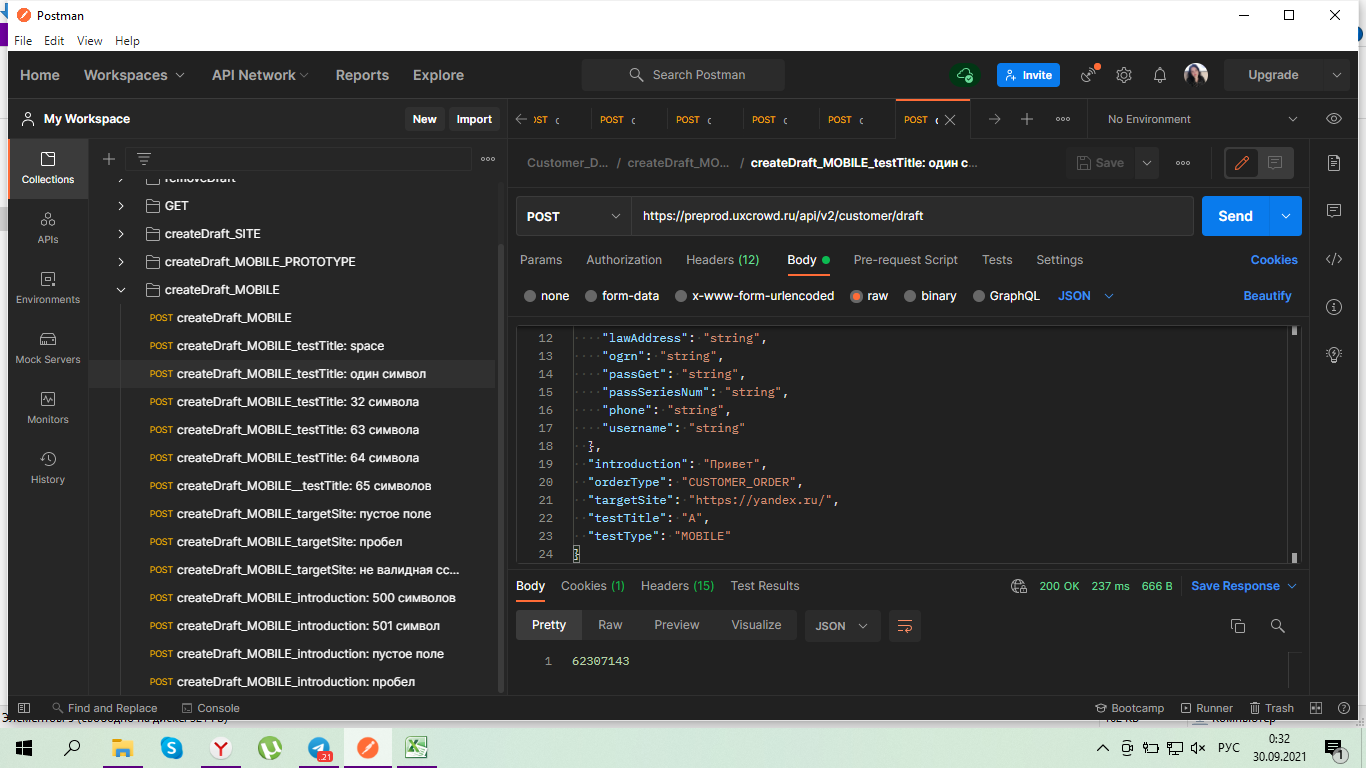 Postman
File Edit View Help
Home Workspaces API Network Reports Explore Search Postman Invite Upgrade
My Workspace New Import
POST c POST c POST c POST c POST c No Environment
Collections
APIs
Environments
Mock Servers
Monitors
History
GET
createDraft_SITE
createDraft_MOBILE_PROTOTYPE
createDraft_MOBILE
POST createDraft_MOBILE
POST createDraft_MOBILE_testTitle: space
POST createDraft_MOBILE_testTitle: один символ
POST createDraft_MOBILE_testTitle: 32 символа
POST createDraft_MOBILE_testTitle: 63 символа
POST createDraft_MOBILE_testTitle: 64 символа
POST createDraft_MOBILE__testTitle: 65 символов
POST createDraft_MOBILE_targetSite: пустое поле
POST createDraft_MOBILE_targetSite: пробел
POST createDraft_MOBILE_targetSite: не валидная сс...
POST createDraft_MOBILE_introduction: 500 символов
POST createDraft_MOBILE_introduction: 501 символ
POST createDraft_MOBILE_introduction: пустое поле
POST createDraft_MOBILE_introduction: пробел
Customer_D... / createDraft_MO... / createDraft_MOBILE_testTitle: один с... Save
POST https://preprod.uxcrowd.ru/api/v2/customer/draft Send
Params Authorization Headers (12) Body Pre-request Script Tests Settings Cookies
none form-data x-www-form-urlencoded raw binary GraphQL JSON Beautify
12 "lawAddress": "string",
13 "ogrn": "string",
14 "passGet": "string",
15 "passSeriesNum": "string",
16 "phone": "string",
17 "username": "string"
18 },
19 "introduction": "Привет",
20 "orderType": "CUSTOMER_ORDER",
21 "targetSite": "https://yandex.ru/",
22 "testTitle": "A",
23 "testType": "MOBILE"
24 }
Body Cookies (1) Headers (15) Test Results 200 OK 237 ms 666 B Save Response
Pretty Raw Preview Visualize JSON
1 62307143
Find and Replace Console Bootcamp Runner Trash
21 РУС 0:32
30.09.2021 1